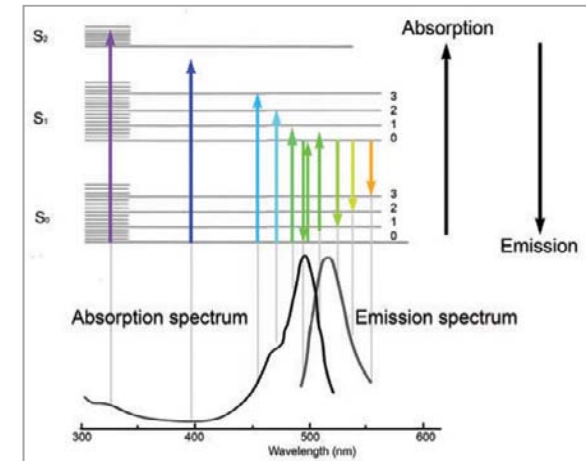 Absorption
S₂
S₁
3
2
1
0
S₀
3
2
1
0
Emission
Absorption spectrum
Emission spectrum
300
400
500
600
Wavelength (nm)